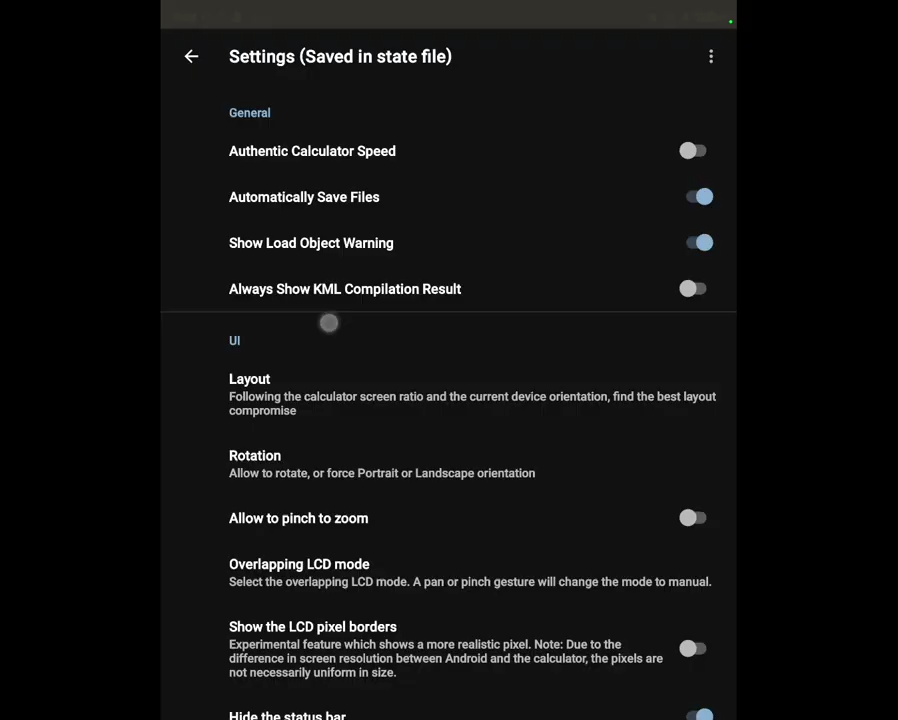 Settings (Saved in state file)
General
Authentic Calculator Speed
Automatically Save Files
Show Load Object Warning
Always Show KML Compilation Result
UI
Layout
Following the calculator screen ratio and the current device orientation, find the best layout
compromise
Rotation
Allow to rotate, or force Portrait or Landscape orientation
Allow to pinch to zoom
Overlapping LCD mode
Select the overlapping LCD mode. A pan or pinch gesture will change the mode to manual.
Show the LCD pixel borders
Experimental feature which shows a more realistic pixel. Note: Due to the
difference in screen resolution between Android and the calculator, the pixels are
not necessarily uniform in size.
Hide the status bar